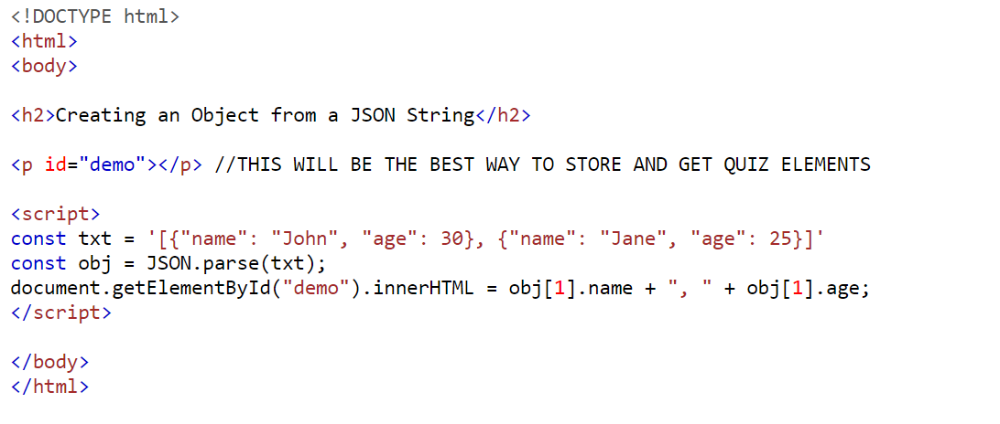 <!DOCTYPE html>
<html>
<body>
<h2>Creating an Object from a JSON String</h2>
<p id="demo"></p> //THIS WILL BE THE BEST WAY TO STORE AND GET QUIZ ELEMENTS
<script>
const txt = '[{"name": "John", "age": 30}, {"name": "Jane", "age": 25}]'
const obj = JSON.parse(txt);
document.getElementById("demo").innerHTML = obj[1].name + ", " + obj[1].age;
</script>
</body>
</html>